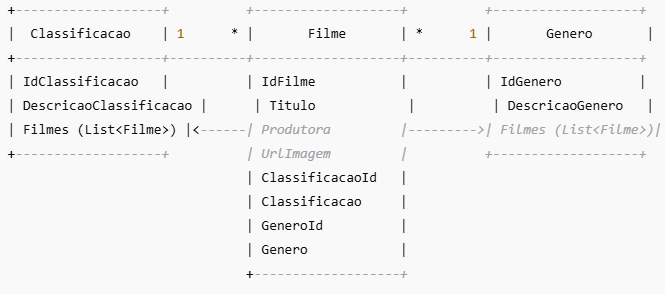 +-------------------+          +-------------------+          +-------------------+
|  Classificacao    | 1      * |       Filme       | *      1 |       Genero       |
+-------------------+----------+-------------------+----------+-------------------+
| IdClassificacao   |          | IdFilme           |          | IdGenero          |
| DescricaoClassificacao |     | Titulo            |          | DescricaoGenero   |
| Filmes (List<Filme>) |<------| Produtora         |--------->| Filmes (List<Filme>)|
+-------------------+          | UrlImagem         |          +-------------------+
| ClassificacaoId   |
| Classificacao     |
| GeneroId          |
| Genero            |
+-------------------+